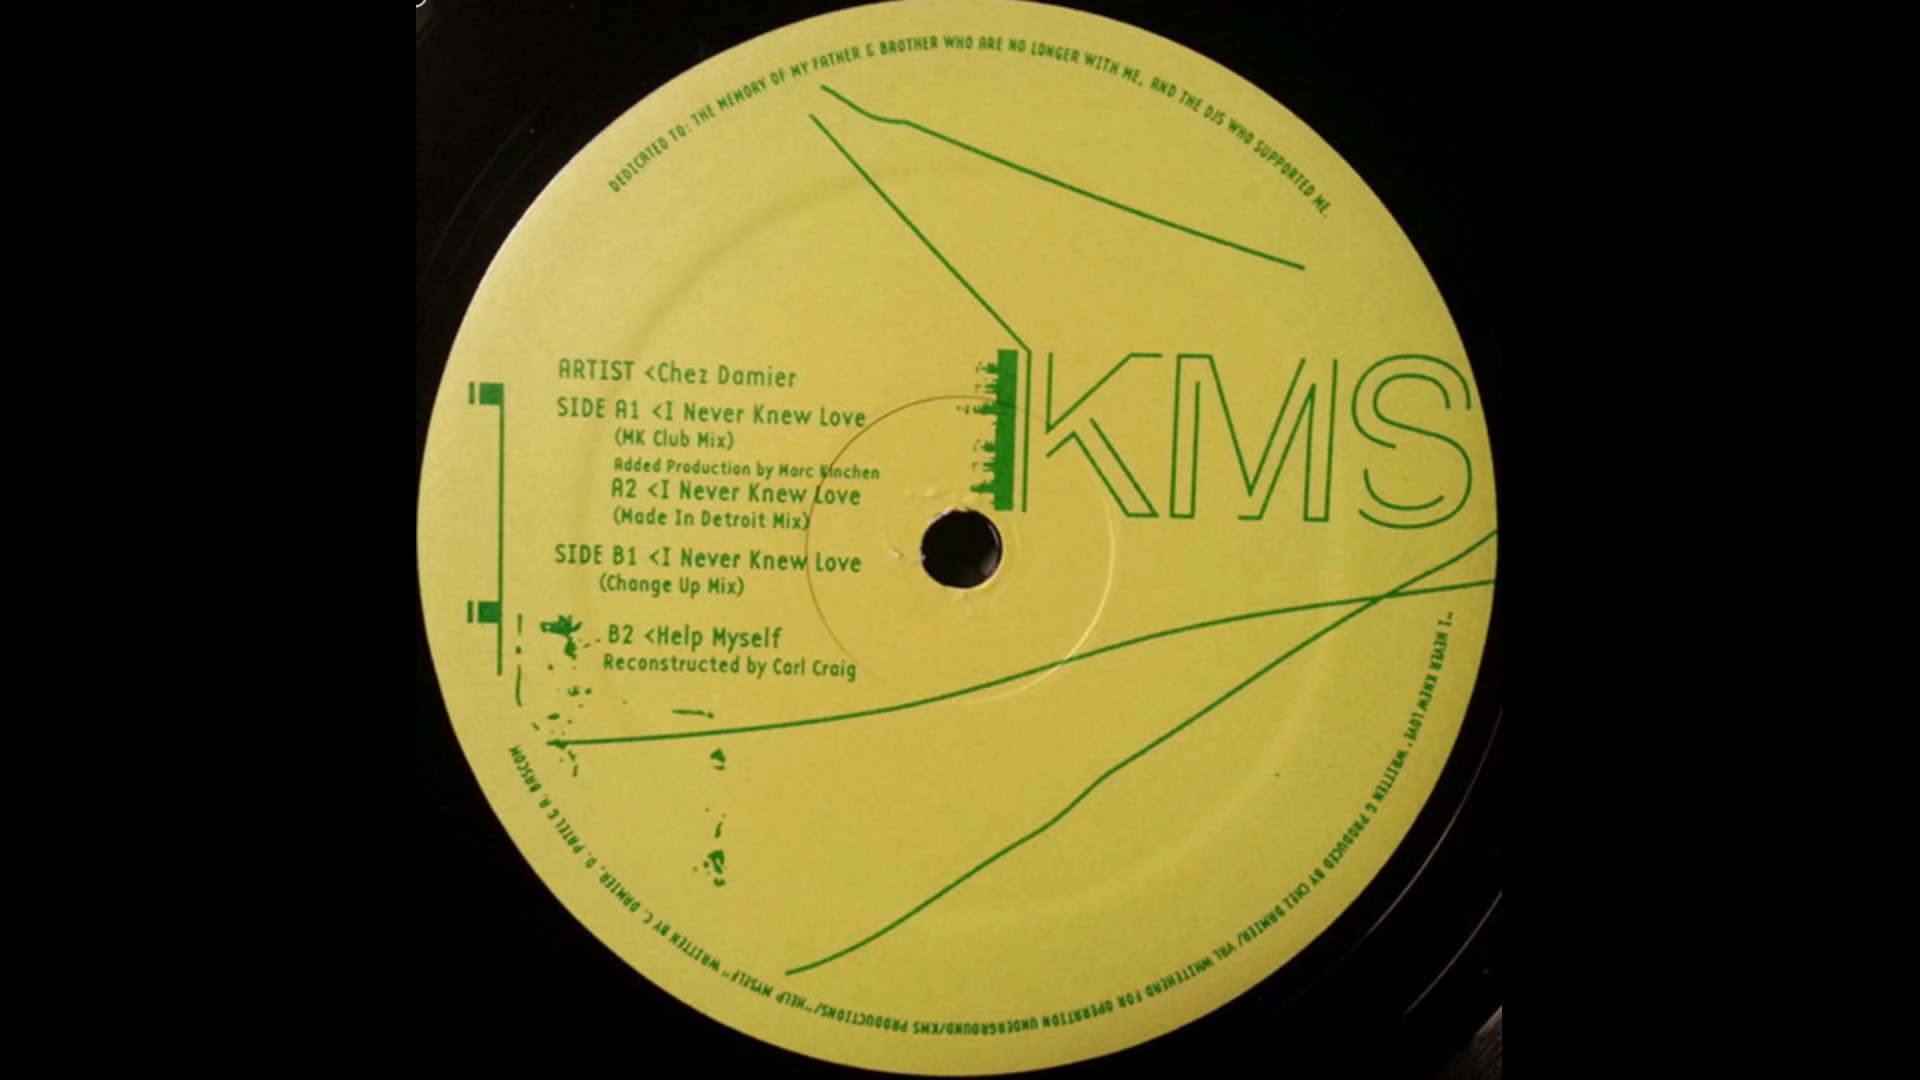 DEDICATED TO: THE MEMORY OF MY FATHER & BROTHER WHO ARE NO LONGER WITH ME, AND THE DJS WHO SUPPORTED ME.
KMS
ARTIST <Chez Damier
SIDE A1 <I Never Knew Love
(MK Club Mix)
Added Production by Marc Kinchen
A2 <I Never Knew Love
(Made In Detroit Mix)
SIDE B1 <I Never Knew Love
(Change Up Mix)
B2 <Help Myself
Reconstructed by Carl Craig
"I NEVER KNEW LOVE, WRITTEN & PRODUCED BY CHEZ DAMIER/ VAL WHITEHEAD FOR OPERATION UNDERGROUND/KMS PRODUCTIONS/"HELP MYSELF" WRITTEN BY C. DAMIER, D. PATEL & A. BASCOM